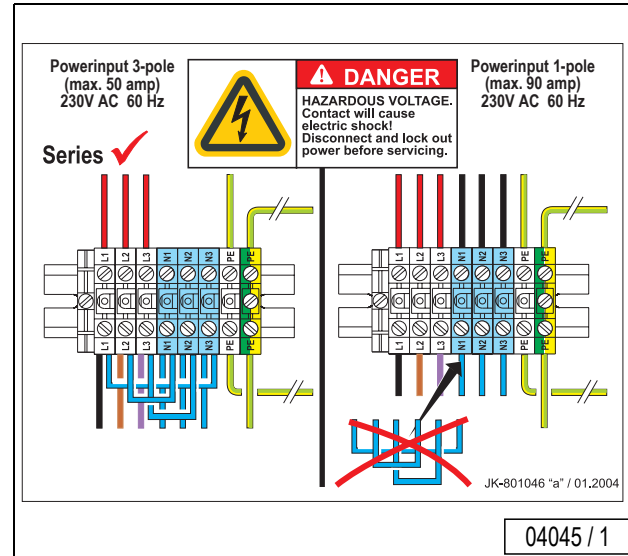 Powerinput 3-pole
(max. 50 amp)
230V AC 60 Hz
DANGER
HAZARDOUS VOLTAGE.
Contact will cause
electric shock!
Disconnect and lock out
power before servicing.
Powerinput 1-pole
(max. 90 amp)
230V AC 60 Hz
Series
L1 L2 L3 N1 N2 N3 PE PE
L1 L2 L3 N1 N2 N3 PE PE
L1 L2 L3 N1 N2 N3 PE PE
L1 L2 L3 N1 N2 N3 PE PE
JK-801046 "a" / 01.2004
04045 / 1